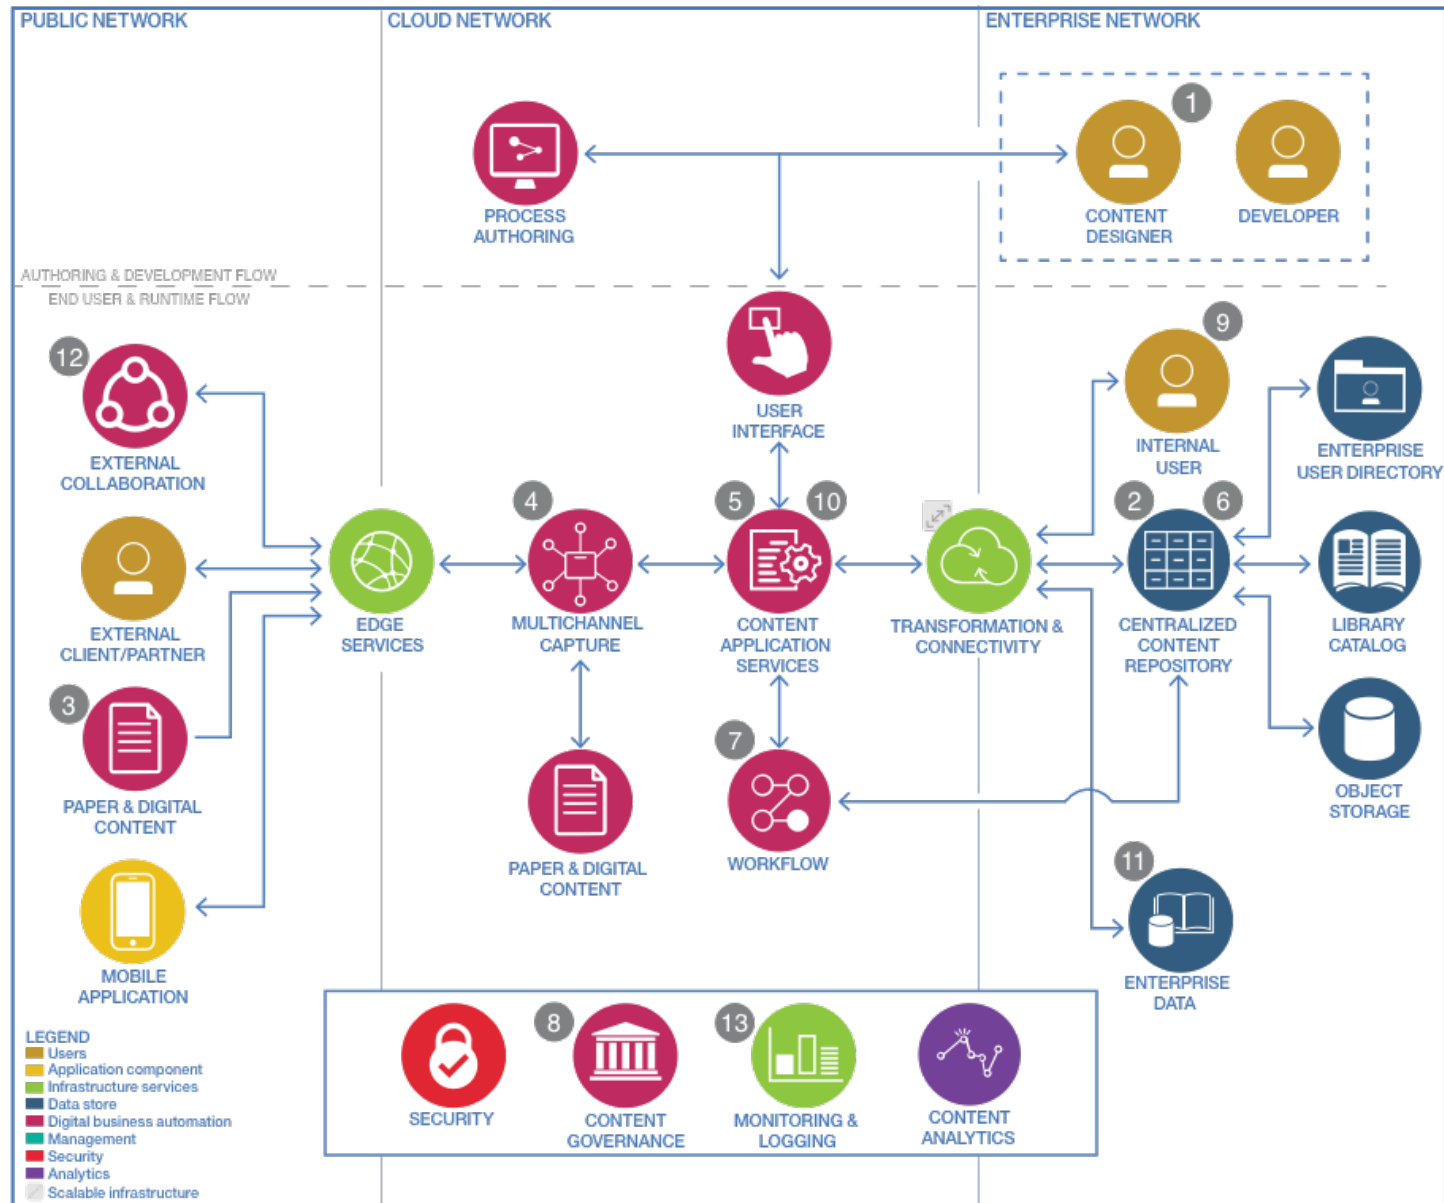 PUBLIC NETWORK
CLOUD NETWORK
ENTERPRISE NETWORK
1
PROCESS
AUTHORING
CONTENT
DESIGNER
DEVELOPER
AUTHORING & DEVELOPMENT FLOW
END USER & RUNTIME FLOW
12
EXTERNAL
COLLABORATION
USER
INTERFACE
9
INTERNAL
USER
ENTERPRISE
USER DIRECTORY
EXTERNAL
CLIENT/PARTNER
EDGE
SERVICES
4
MULTICHANNEL
CAPTURE
5
10
CONTENT
APPLICATION
SERVICES
TRANSFORMATION &
CONNECTIVITY
2
6
CENTRALIZED
CONTENT
REPOSITORY
LIBRARY
CATALOG
3
PAPER & DIGITAL
CONTENT
PAPER & DIGITAL
CONTENT
7
WORKFLOW
OBJECT
STORAGE
MOBILE
APPLICATION
11
ENTERPRISE
DATA
SECURITY
8
CONTENT
GOVERNANCE
13
MONITORING &
LOGGING
CONTENT
ANALYTICS
LEGEND
Users
Application component
Infrastructure services
Data store
Digital business automation
Management
Security
Analytics
Scalable infrastructure